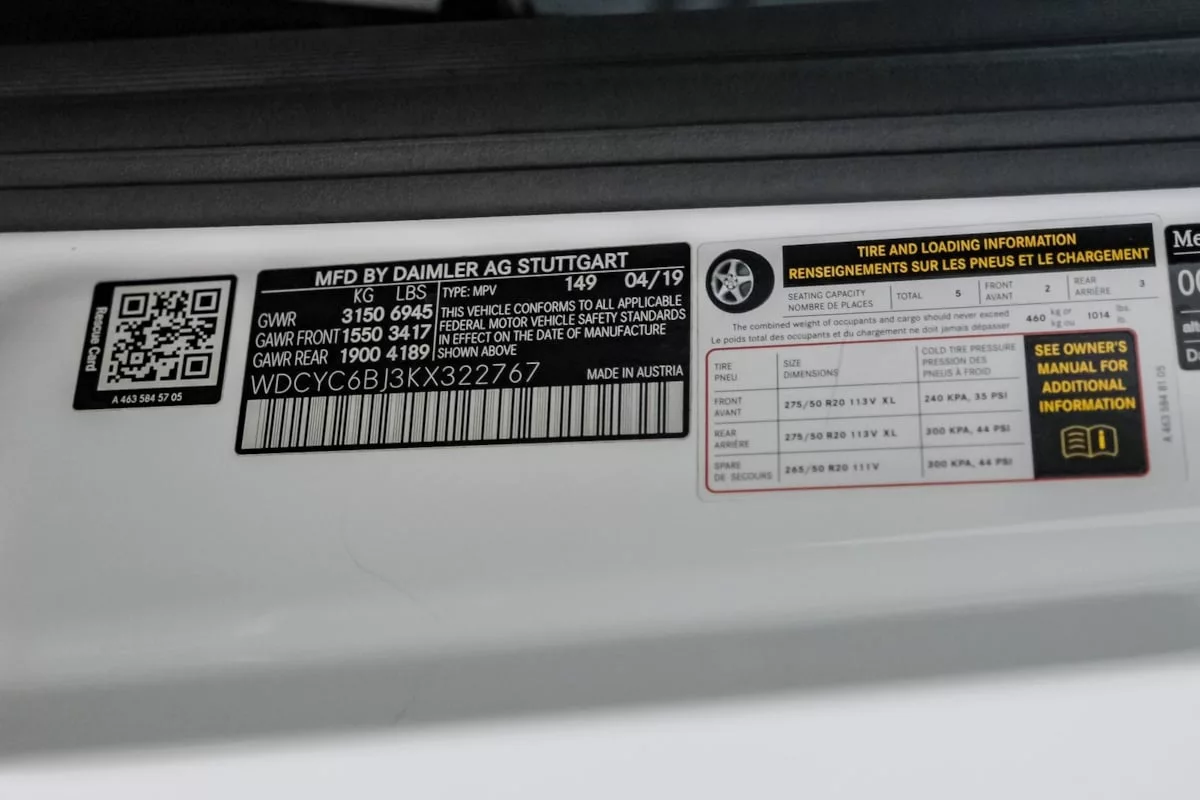 Rescue Card
A 463 584 57 05
MFD BY DAIMLER AG STUTTGART
KG LBS
GWWR 3150 6945
GAWR FRONT 1550 3417
GAWR REAR 1900 4189
TYPE: MPV 149 04/19
THIS VEHICLE CONFORMS TO ALL APPLICABLE
FEDERAL MOTOR VEHICLE SAFETY STANDARDS
IN EFFECT ON THE DATE OF MANUFACTURE
SHOWN ABOVE
WDCYC6BJ3KX322767
MADE IN AUSTRIA
TIRE AND LOADING INFORMATION
RENSEIGNEMENTS SUR LES PNEUS ET LE CHARGEMENT
SEATING CAPACITY
NOMBRE DE PLACES
TOTAL 5
FRONT
AVANT
2
REAR
ARRIÈRE
3
The combined weight of occupants and cargo should never exceed
Le poids total des occupants et du chargement ne doit jamais dépasser
460 kg or
kg ou
1014 lbs.
lb.
TIRE
PNEU
SIZE
DIMENSIONS
COLD TIRE PRESSURE
PRESSION DES
PNEUS À FROID
FRONT
AVANT
275/50 R20 113V XL
240 KPA, 35 PSI
REAR
ARRIÈRE
275/50 R20 113V XL
300 KPA, 44 PSI
SPARE
DE SECOURS
265/50 R20 111V
300 KPA, 44 PSI
SEE OWNER'S
MANUAL FOR
ADDITIONAL
INFORMATION
A 463 584 81 05
Me